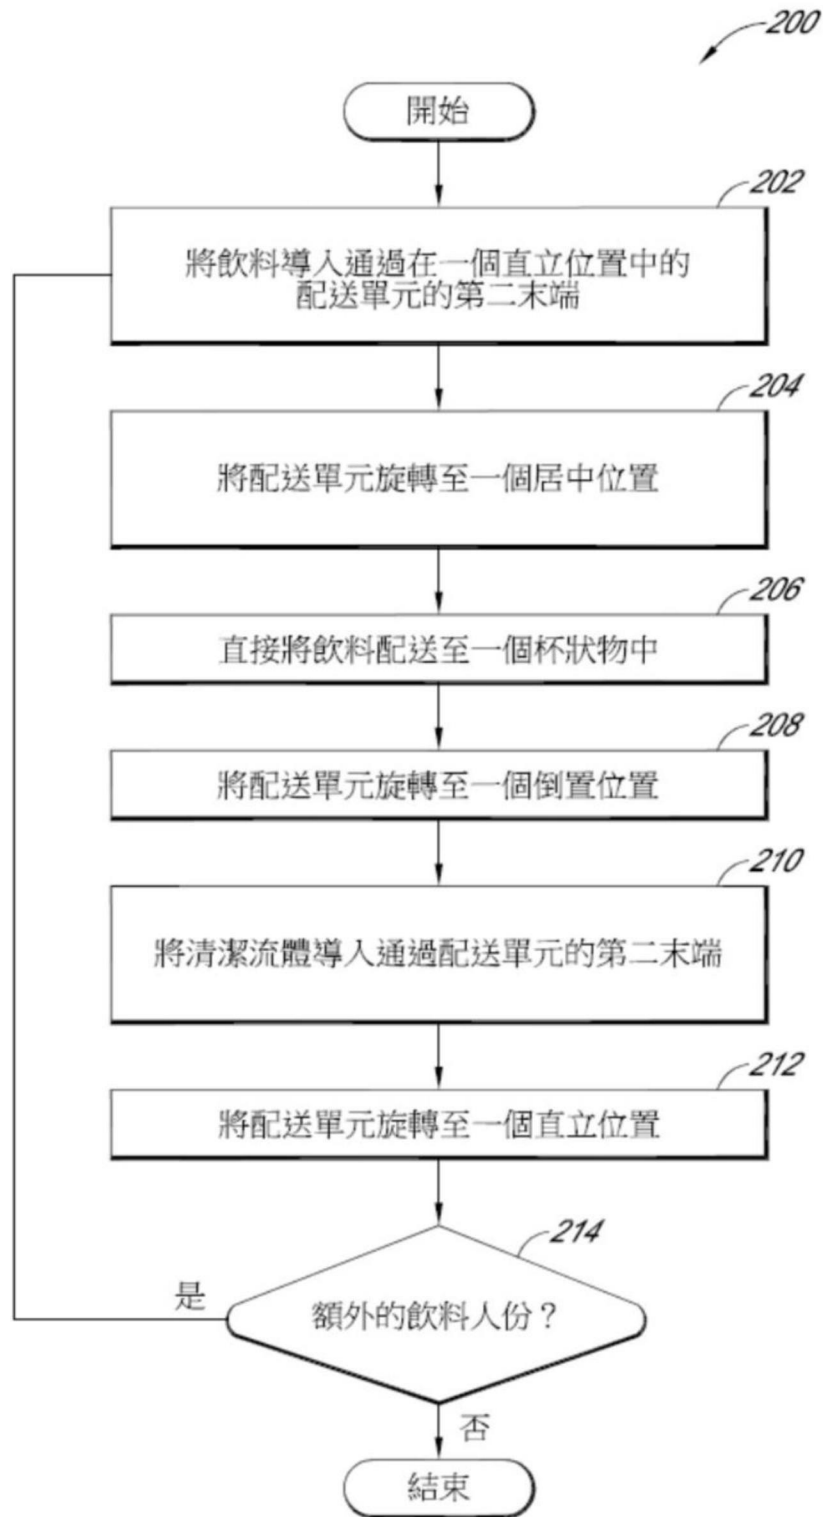 200
開始
202
將飲料導入通過在一個直立位置中的
配送單元的第二末端
204
將配送單元旋轉至一個居中位置
206
直接將飲料配送至一個杯狀物中
208
將配送單元旋轉至一個倒置位置
210
將清潔流體導入通過配送單元的第二末端
212
將配送單元旋轉至一個直立位置
214
是
額外的飲料人份？
否
結束